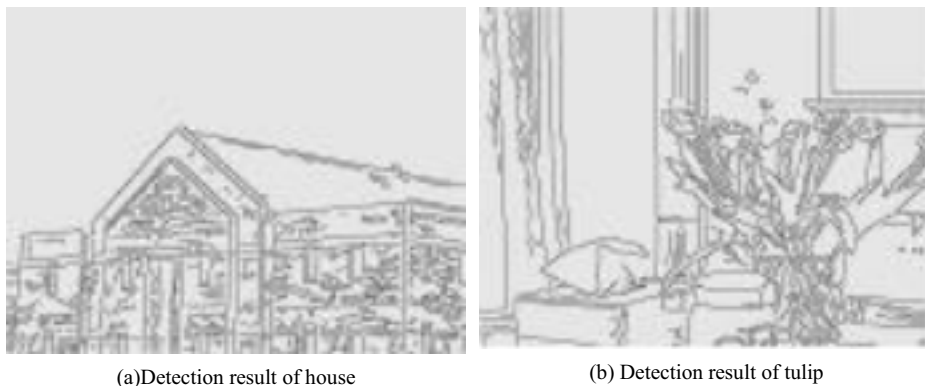 (a)Detection result of house
(b) Detection result of tulip